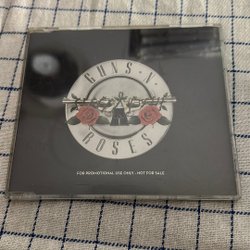 GUNS N'
ROSES
FOR PROMOTIONAL USE ONLY - NOT FOR SALE